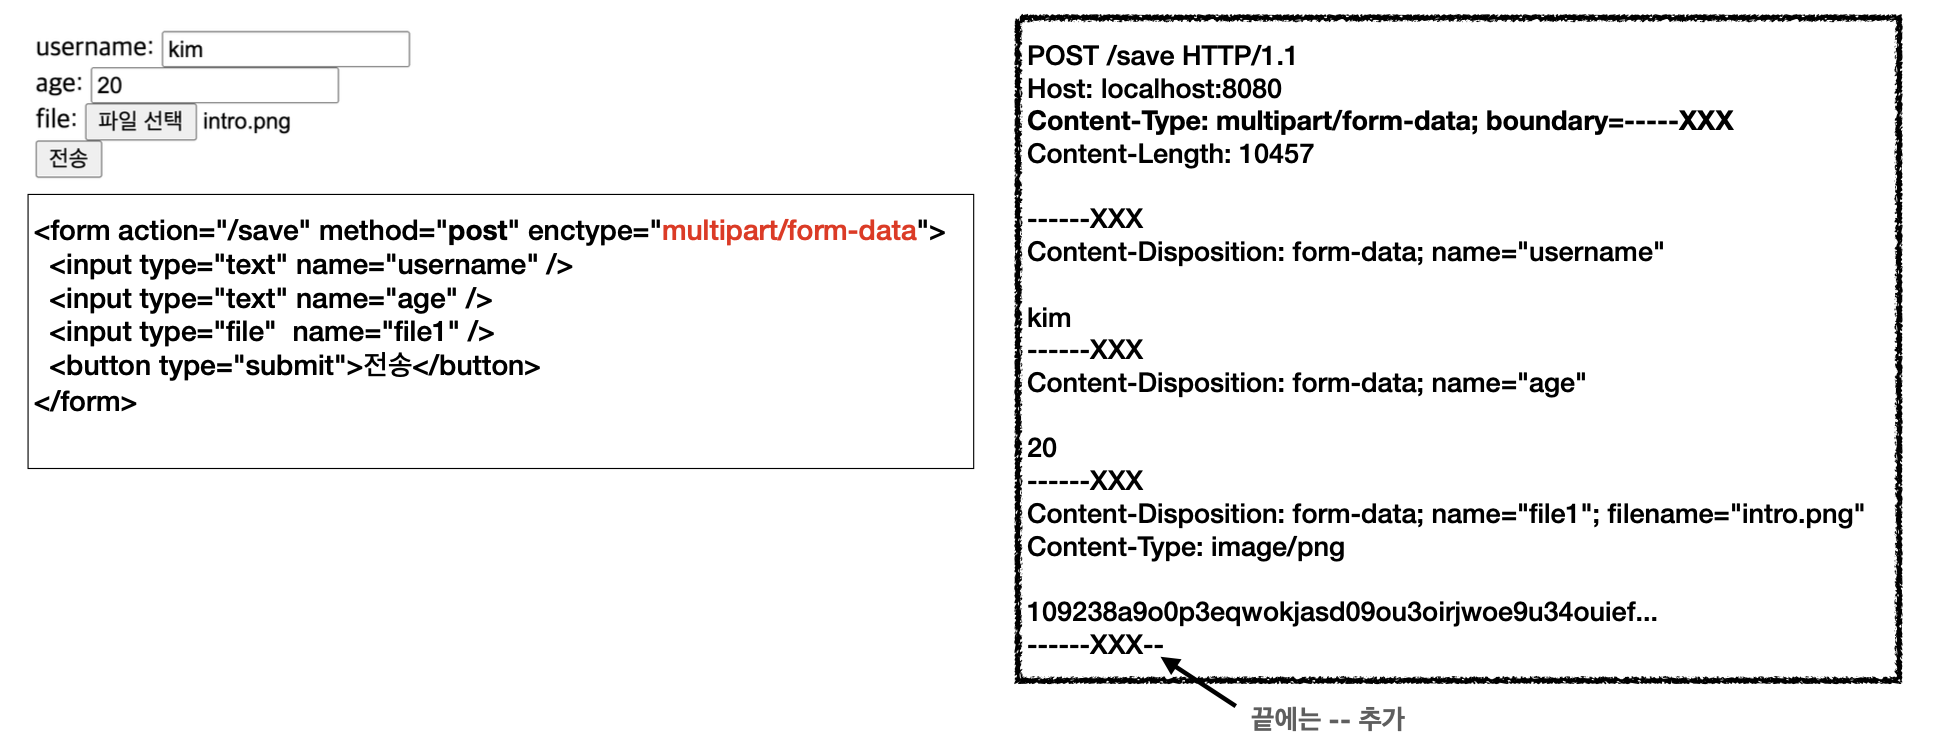 username: kim
age: 20
file: 파일 선택 intro.png
전송
<form action="/save" method="post" enctype="multipart/form-data">
<input type="text" name="username" />
<input type="text" name="age" />
<input type="file"  name="file1" />
<button type="submit">전송</button>
</form>
POST /save HTTP/1.1
Host: localhost:8080
Content-Type: multipart/form-data; boundary=-----XXX
Content-Length: 10457
------XXX
Content-Disposition: form-data; name="username"
kim
------XXX
Content-Disposition: form-data; name="age"
20
------XXX
Content-Disposition: form-data; name="file1"; filename="intro.png"
Content-Type: image/png
109238a9o0p3eqwokjasd09ou3oirjwoe9u34ouief...
------XXX--
끝에는 -- 추가